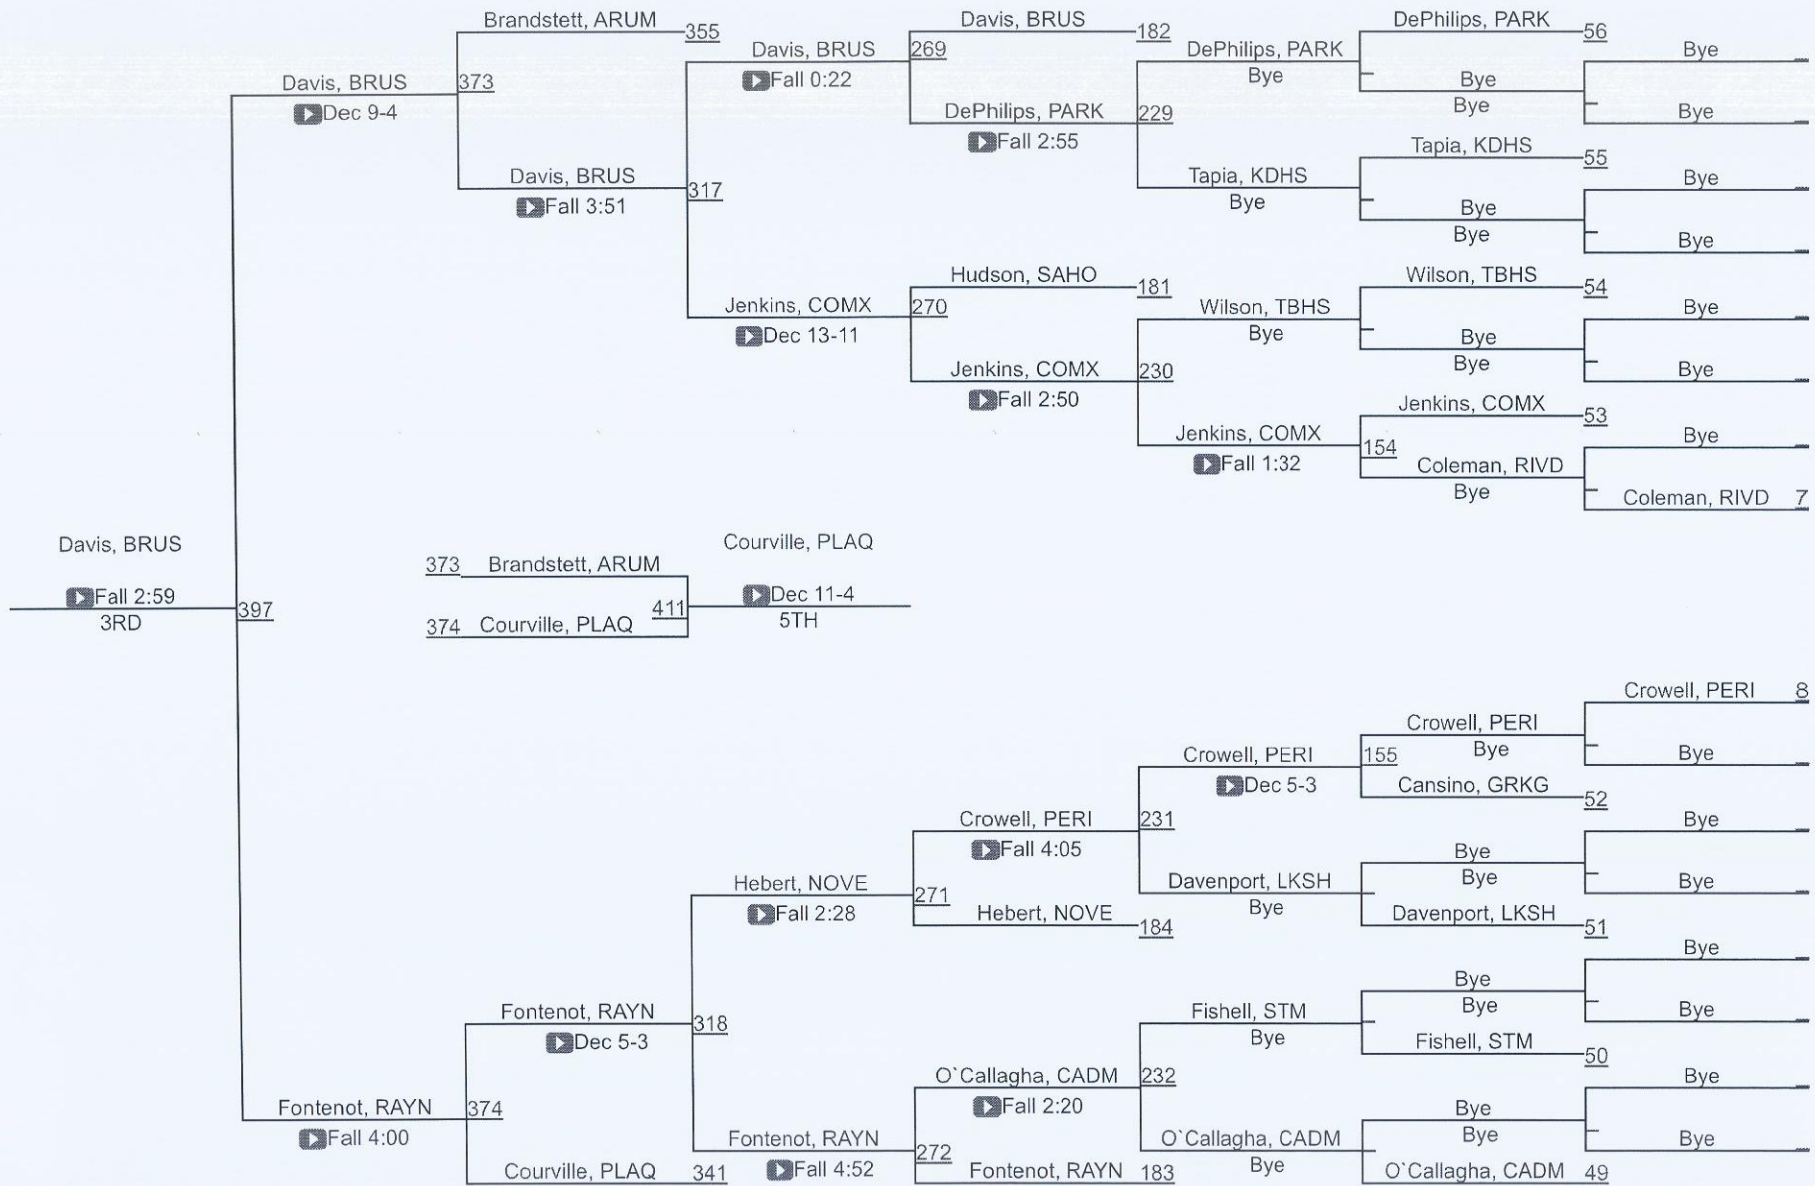 Brandstett, ARUM 355
Davis, BRUS 182
DePhilips, PARK 56
Davis, BRUS 269
DePhilips, PARK
Bye
Bye
Davis, BRUS 373
Fall 0:22
Bye
Bye
Dec 9-4
DePhilips, PARK 229
Bye
Fall 2:55
Tapia, KDHS 55
Davis, BRUS 317
Tapia, KDHS
Bye
Fall 3:51
Bye
Bye
Bye
Bye
Hudson, SAHO 181
Wilson, TBHS 54
Jenkins, COMX 270
Wilson, TBHS
Bye
Dec 13-11
Bye
Bye
Jenkins, COMX 230
Bye
Bye
Fall 2:50
Jenkins, COMX 53
Jenkins, COMX 154
Bye
Fall 1:32
Coleman, RIVD
Bye
Coleman, RIVD 7
Davis, BRUS
Courville, PLAQ
373 Brandstett, ARUM
Fall 2:59
Dec 11-4
397
411
3RD
5TH
374 Courville, PLAQ
Crowell, PERI 8
Crowell, PERI
Bye
Crowell, PERI 155
Bye
Dec 5-3
Cansino, GRKG 52
Crowell, PERI 231
Bye
Fall 4:05
Bye
Bye
Hebert, NOVE 271
Davenport, LKSH
Bye
Bye
Fall 2:28
Hebert, NOVE 184
Davenport, LKSH 51
Bye
Bye
Bye
Fontenot, RAYN 318
Fishell, STM
Bye
Bye
Dec 5-3
Fishell, STM 50
O`Callagha, CADM 232
Bye
Fontenot, RAYN 374
Fall 2:20
Bye
Bye
Fall 4:00
Fontenot, RAYN 272
O`Callagha, CADM
Bye
Bye
Fall 4:52
Courville, PLAQ 341
Fontenot, RAYN 183
O`Callagha, CADM 49